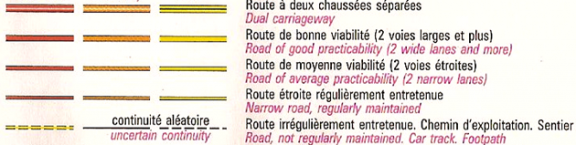 Route à deux chaussées séparées
Dual carriageway
Route de bonne viabilité (2 voies larges et plus)
Road of good practicability (2 wide lanes and more)
Route de moyenne viabilité (2 voies étroites)
Road of average practicability (2 narrow lanes)
Route étroite régulièrement entretenue
Narrow road, regularly maintained
continuité aléatoire
uncertain continuity
Route irrégulièrement entretenue. Chemin d'exploitation. Sentier
Road, not regularly maintained. Car track. Footpath